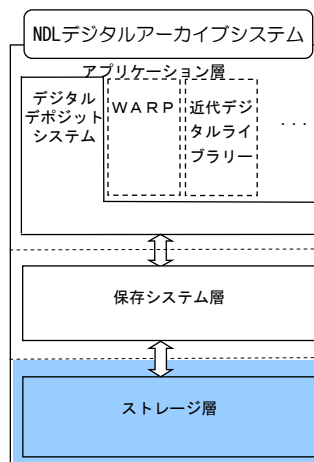 NDLデジタルアーカイブシステム
アプリケーション層
デジタル
デポジット
システム
ＷＡＲＰ
近代デジ
タルライ
ブラリー
...
保存システム層
ストレージ層